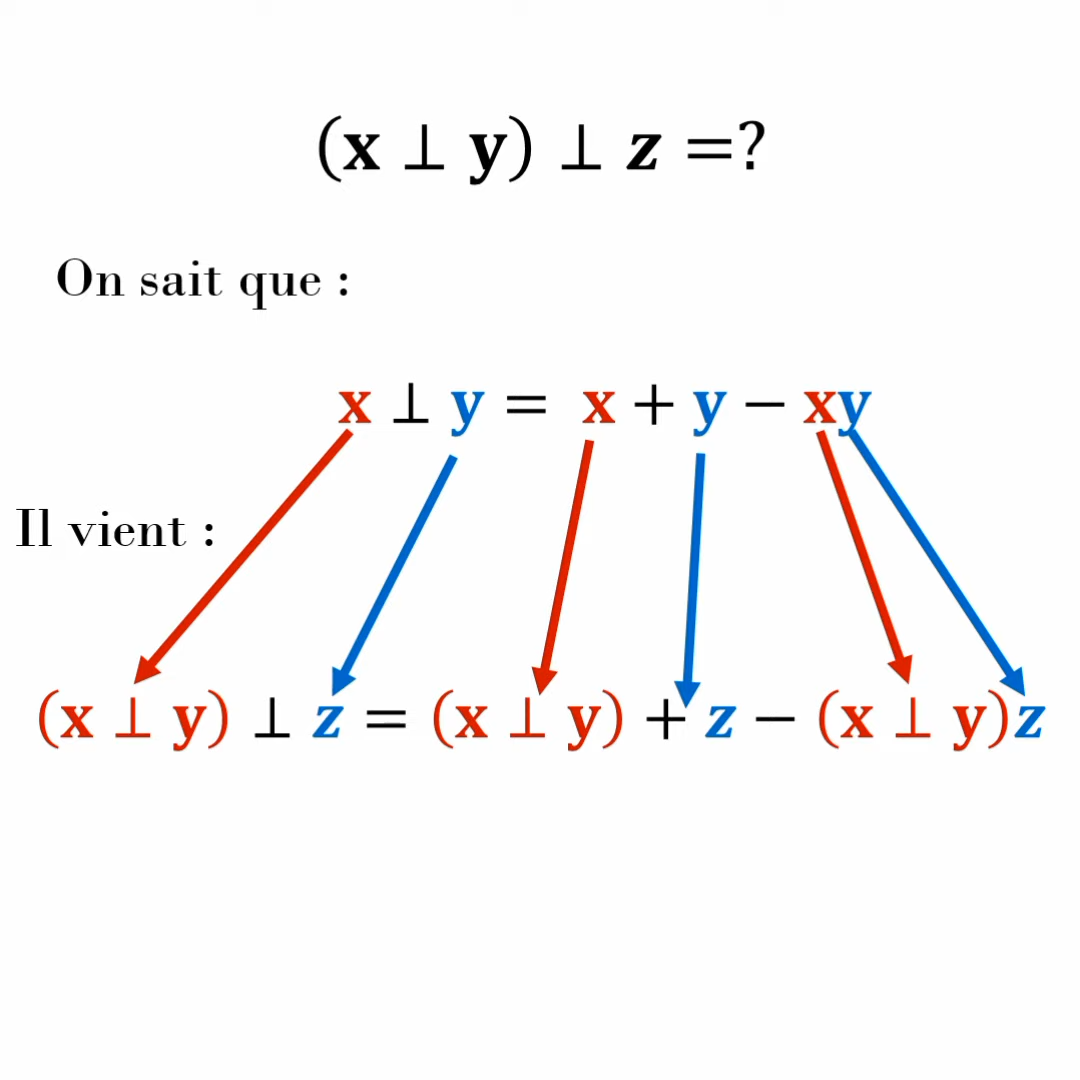 (x ⊥ y) ⊥ z =?
On sait que :
x ⊥ y = x + y − xy
Il vient :
(x ⊥ y) ⊥ z = (x ⊥ y) + z − (x ⊥ y)z